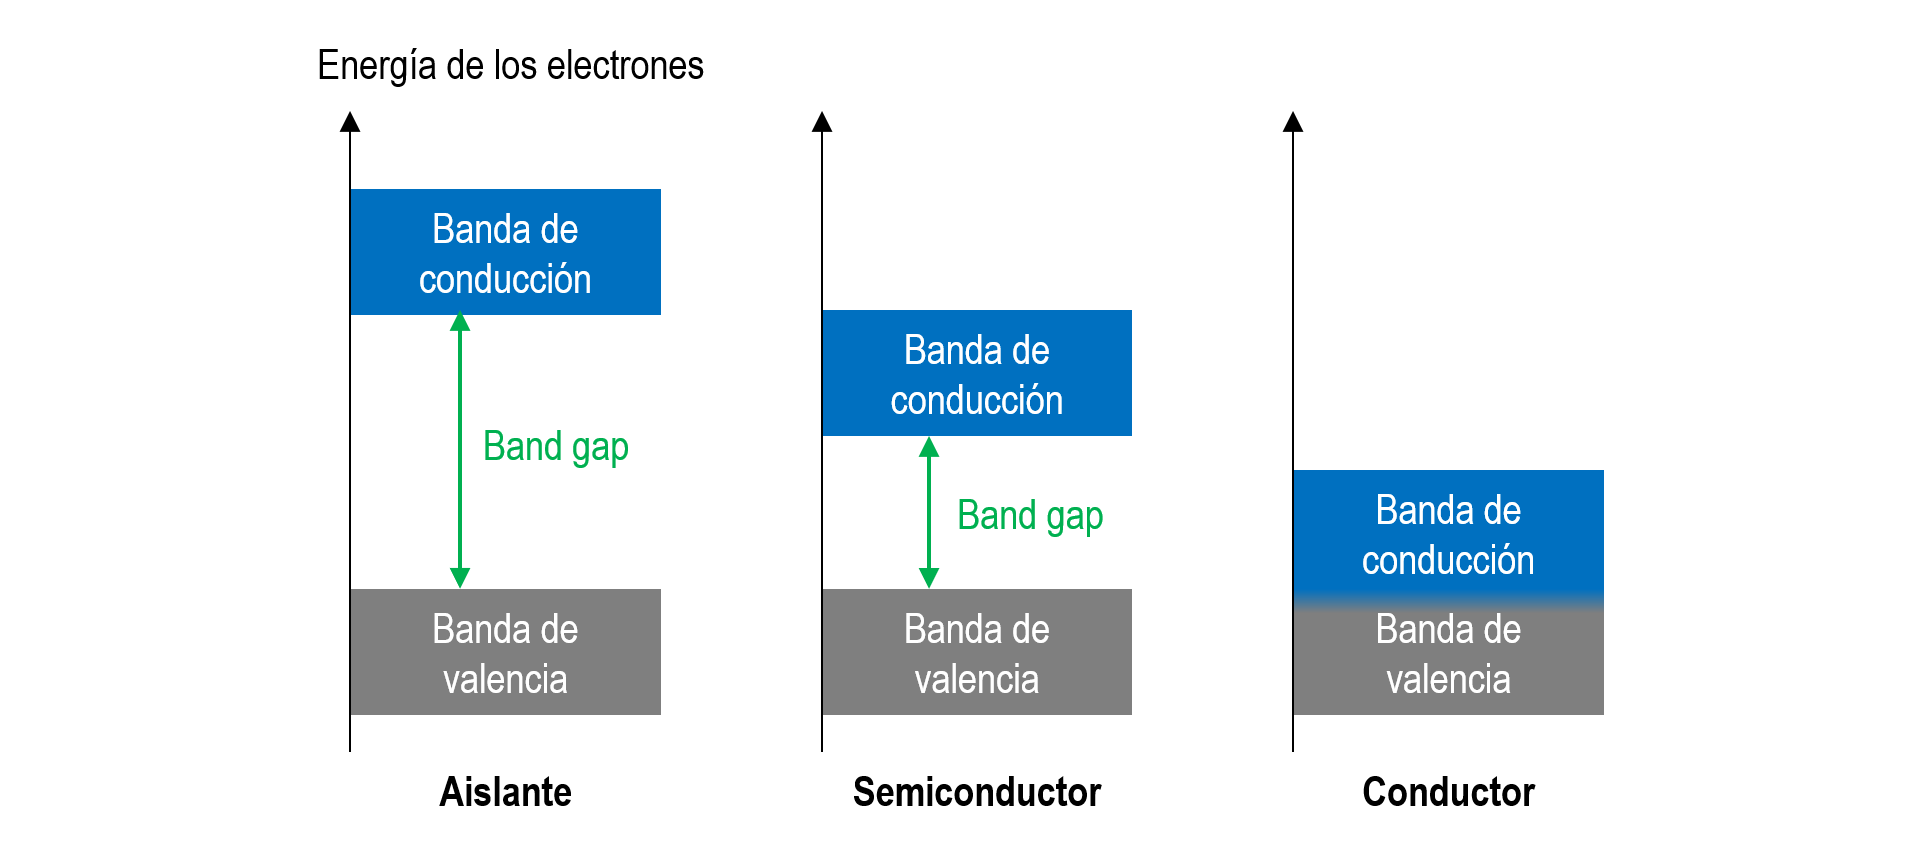 Energía de los electrones
Banda de
conducción
Band gap
Banda de
valencia
Aislante
Banda de
conducción
Band gap
Banda de
valencia
Semiconductor
Banda de
conducción
Banda de
valencia
Conductor